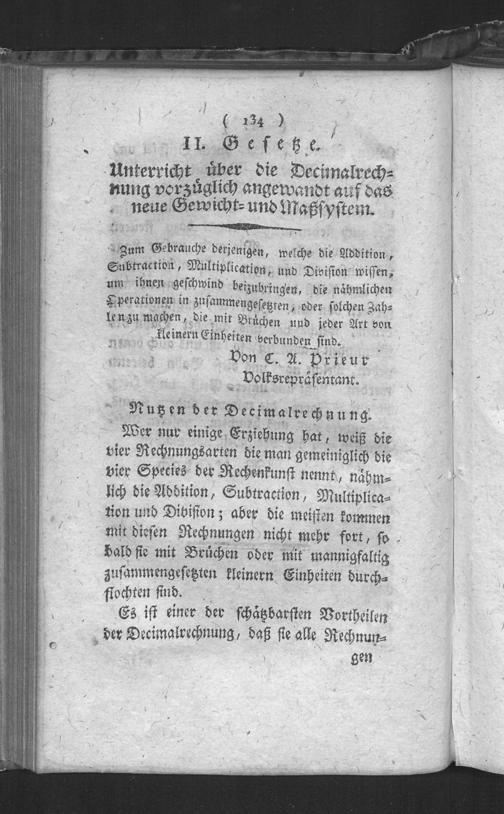 ( 134 )
II. Gesetze.
Unterricht über die Decimalrech-
nung vorzüglich angewandt auf das
neue Gewicht- und Maßsystem.
Zum Gebrauche derjenigen, welche die Addition,
Subtraction, Multiplication, und Division wissen,
um ihnen geschwind beizubringen, die nähmlichen
Operationen in zusammengesetzten, oder solchen Zah-
len zu machen, die mit Brüchen und jeder Art von
kleinern Einheiten verbunden sind.
Von C. A. Prieur
Volksrepräsentant.
Nutzen der Decimalrechnung.
Wer nur einige Erziehung hat, weiß die
vier Rechnungsarten die man gemeiniglich die
vier Species der Rechenkunst nennt, nähm-
lich die Addition, Subtraction, Multiplica-
tion und Division; aber die meisten kommen
mit diesen Rechnungen nicht mehr fort, so
bald sie mit Brüchen oder mit mannigfaltig
zusammengesetzten kleinern Einheiten durch-
flochten sind.
Es ist einer der schätzbarsten Vortheilen
der Decimalrechnung, daß sie alle Rechnun-
gen